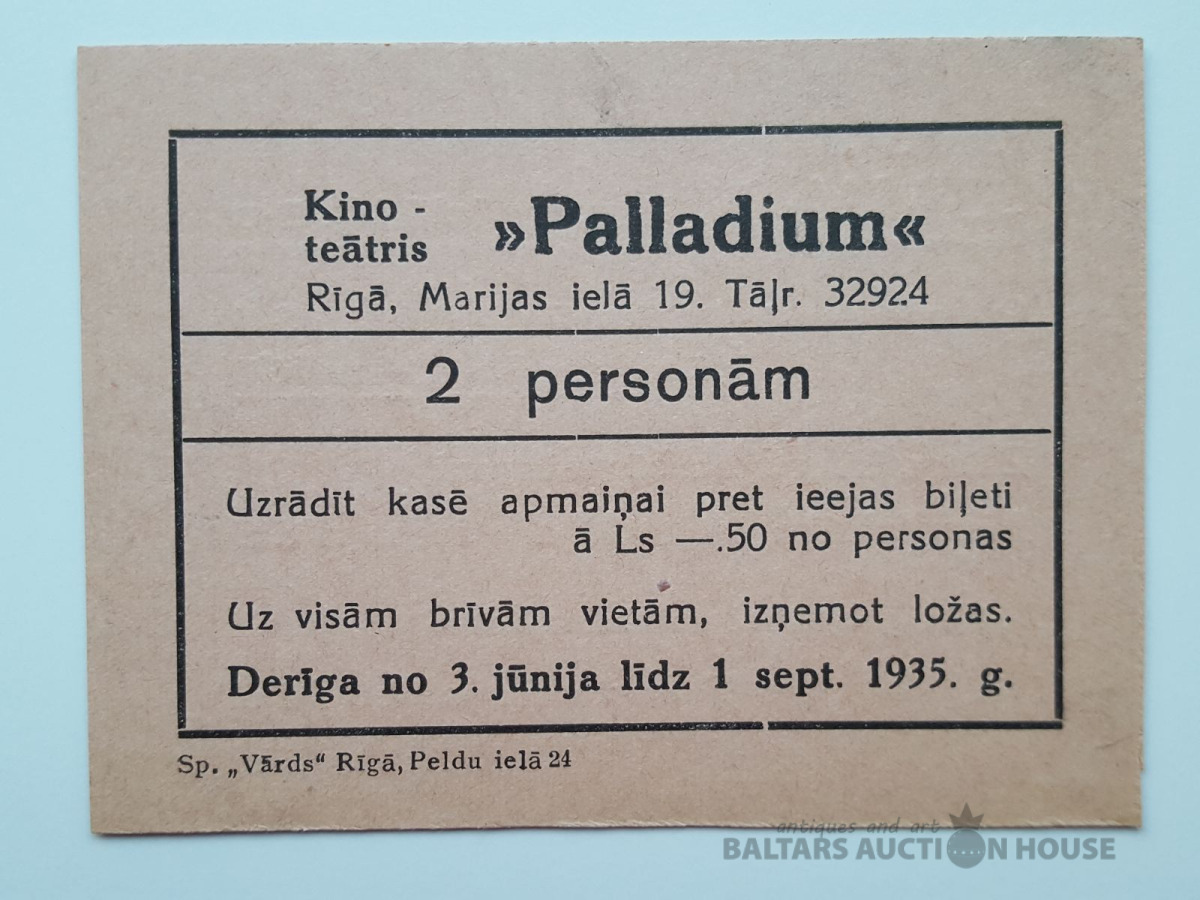 Kino -
teātris
»Palladium«
Rīgā, Marijas ielā 19. Tāļr. 32924
2 personām
Uzrādīt kasē apmaiņai pret ieejas biļeti
ā Ls —.50 no personas
Uz visām brīvām vietām, izņemot ložas.
Derīga no 3. jūnija līdz 1 sept. 1935. g.
Sp. „Vārds“ Rīgā, Peldu ielā 24
antiques and art
BALTARS AUCTION HOUSE